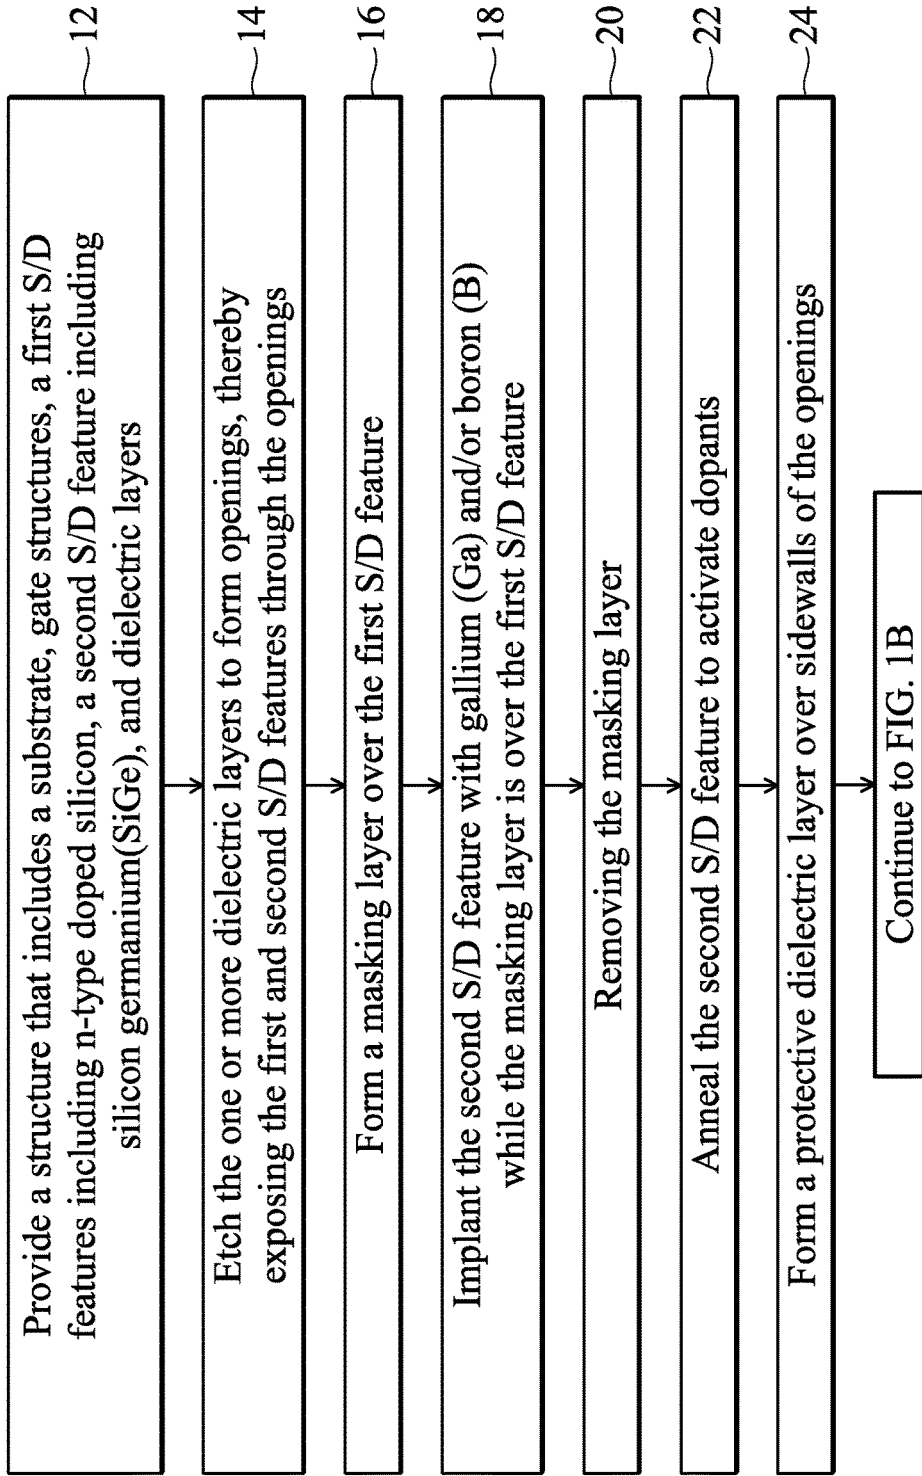 Provide a structure that includes a substrate, gate structures, a first S/D
features including n-type doped silicon, a second S/D feature including
silicon germanium(SiGe), and dielectric layers
12
Etch the one or more dielectric layers to form openings, thereby
exposing the first and second S/D features through the openings
14
Form a masking layer over the first S/D feature
16
Implant the second S/D feature with gallium (Ga) and/or boron (B)
while the masking layer is over the first S/D feature
18
Removing the masking layer
20
Anneal the second S/D feature to activate dopants
22
Form a protective dielectric layer over sidewalls of the openings
24
Continue to FIG. 1B